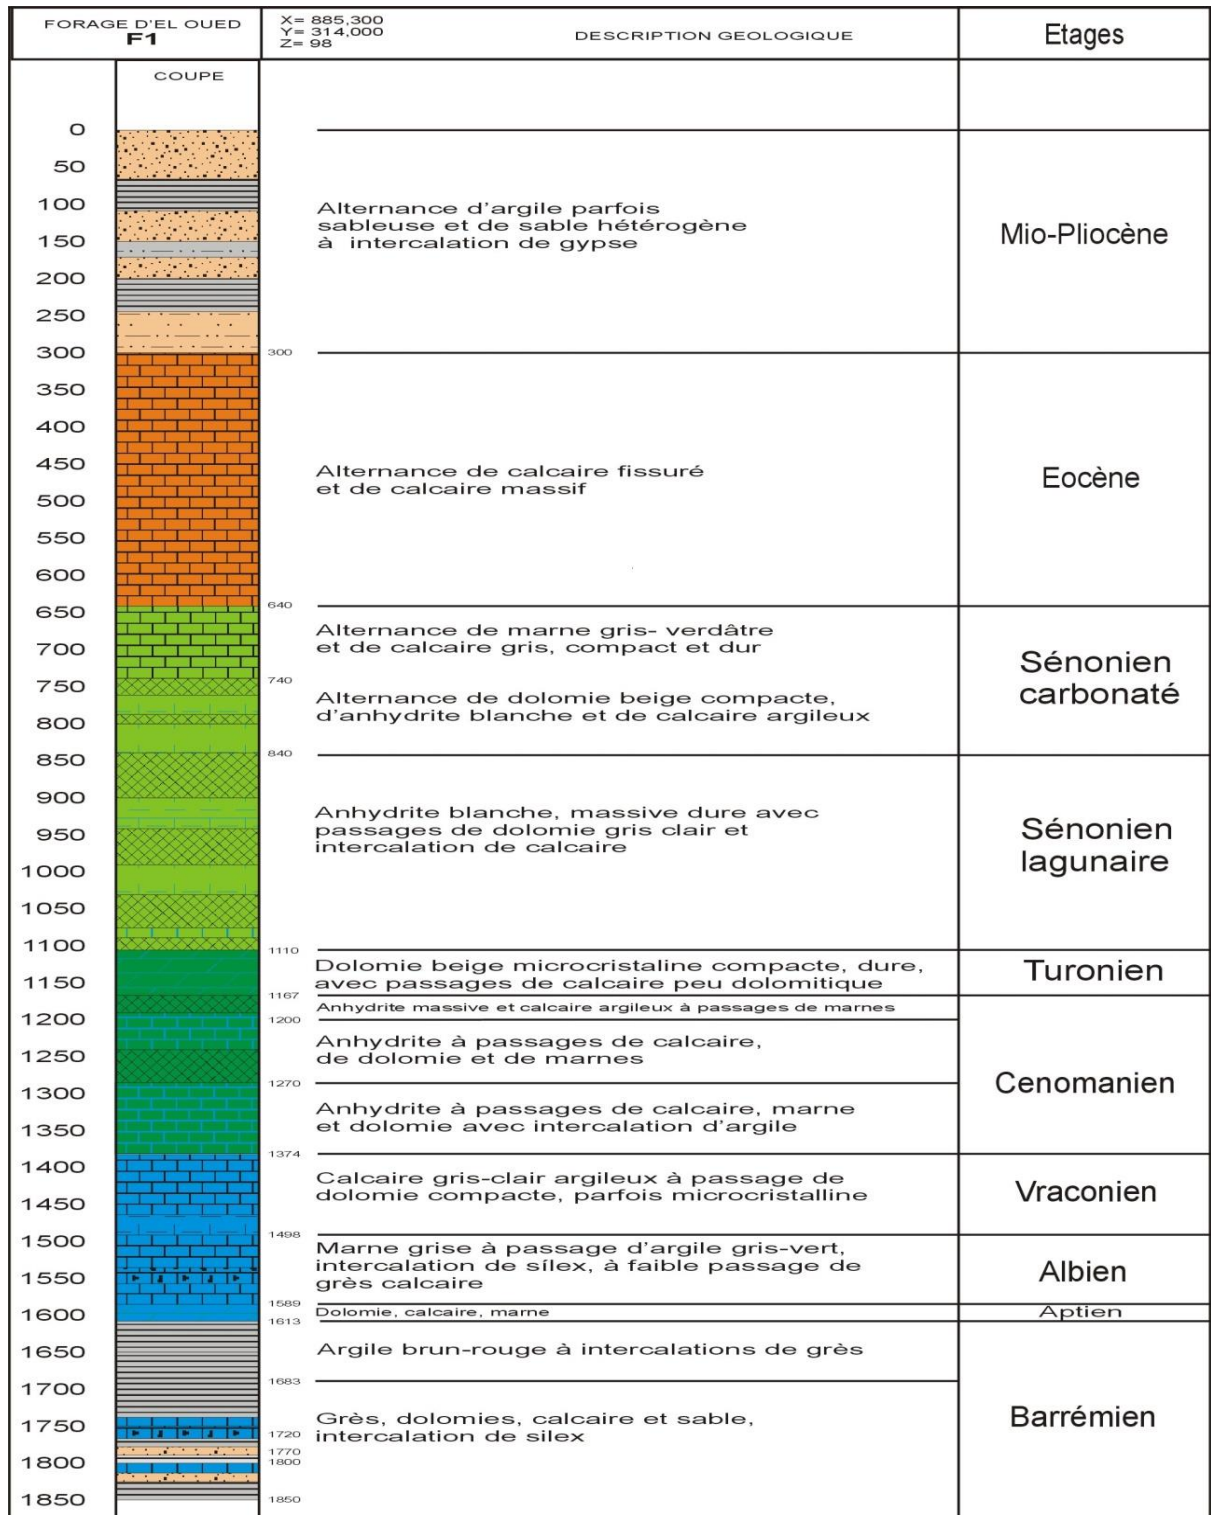 FORAGE D'EL OUED
F1
X= 885,300
Y= 314,000
Z= 98
DESCRIPTION GEOLOGIQUE
Etages
COUPE
0
50
100
150
200
250
300
350
400
450
500
550
600
650
700
750
800
850
900
950
1000
1050
1100
1150
1200
1250
1300
1350
1400
1450
1500
1550
1600
1650
1700
1750
1800
1850
300
640
740
840
1110
1167
1200
1270
1374
1498
1589
1613
1683
1720
1770
1800
1850
Alternance d'argile parfois
sableuse et de sable hétérogène
à intercalation de gypse
Mio-Pliocène
Alternance de calcaire fissuré
et de calcaire massif
Eocène
Alternance de marne gris- verdâtre
et de calcaire gris, compact et dur
Alternance de dolomie beige compacte,
d'anhydrite blanche et de calcaire argileux
Sénonien
carbonaté
Anhydrite blanche, massive dure avec
passages de dolomie gris clair et
intercalation de calcaire
Sénonien
lagunaire
Dolomie beige microcristaline compacte, dure,
avec passages de calcaire peu dolomitique
Turonien
Anhydrite massive et calcaire argileux à passages de marnes
Anhydrite à passages de calcaire,
de dolomie et de marnes
Anhydrite à passages de calcaire, marne
et dolomie avec intercalation d'argile
Cenomanien
Calcaire gris-clair argileux à passage de
dolomie compacte, parfois microcristalline
Vraconien
Marne grise à passage d'argile gris-vert,
intercalation de sílex, à faible passage de
grès calcaire
Albien
Dolomie, calcaire, marne
Aptien
Argile brun-rouge à intercalations de grès
Grès, dolomies, calcaire et sable,
intercalation de silex
Barrémien